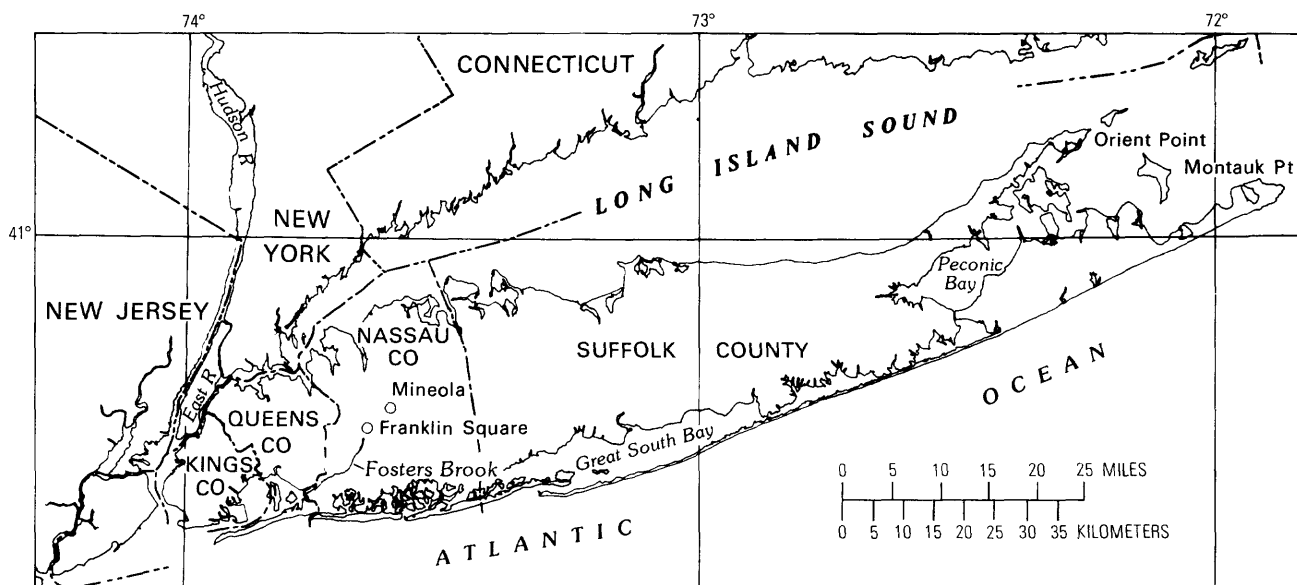 74°
73°
72°
CONNECTICUT
Hudson R
LONG ISLAND SOUND
Orient Point
Montauk Pt
NEW
YORK
41°
Peconic
Bay
NEW JERSEY
NASSAU
CO
SUFFOLK COUNTY
East R
Mineola
QUEENS
CO
Franklin Square
OCEAN
KINGS
CO
Fosters Brook
Great South Bay
0 5 10 15 20 25 MILES
0 5 10 15 20 25 30 35 KILOMETERS
ATLANTIC